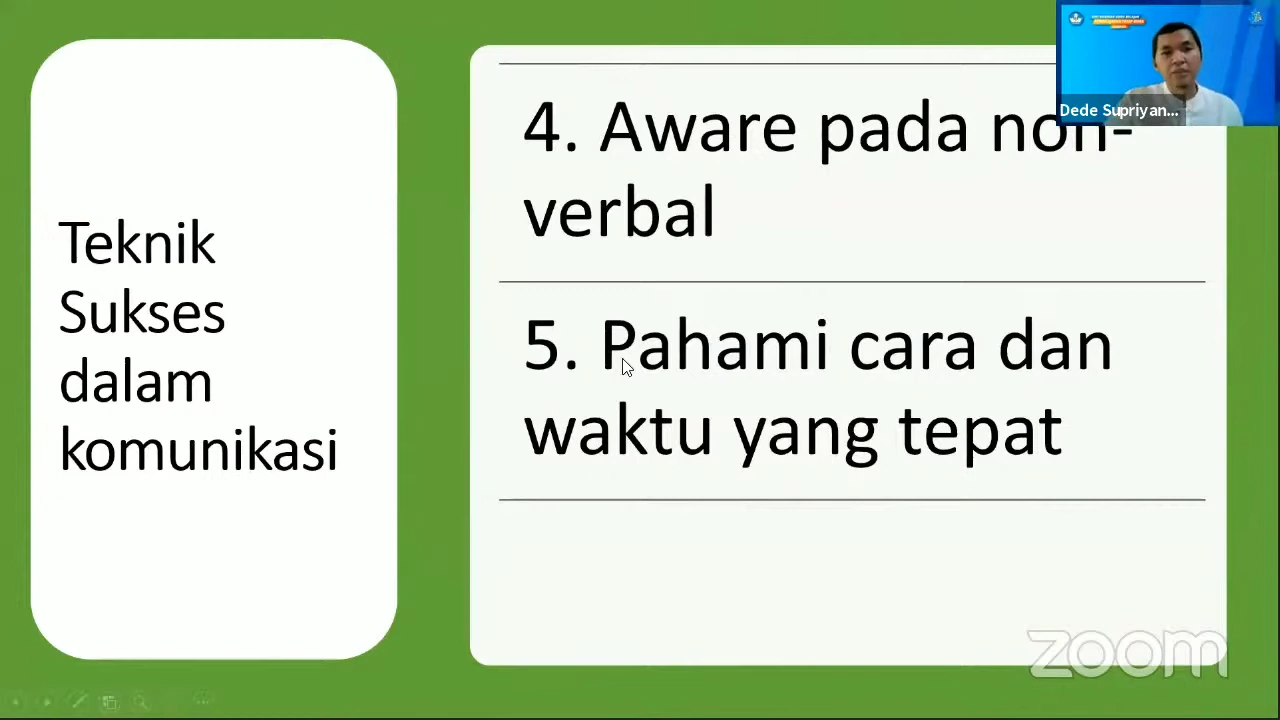 Teknik
Sukses
dalam
komunikasi
4. Aware pada non-
verbal
5. Pahami cara dan
waktu yang tepat
Dede Supriyan...
zoom